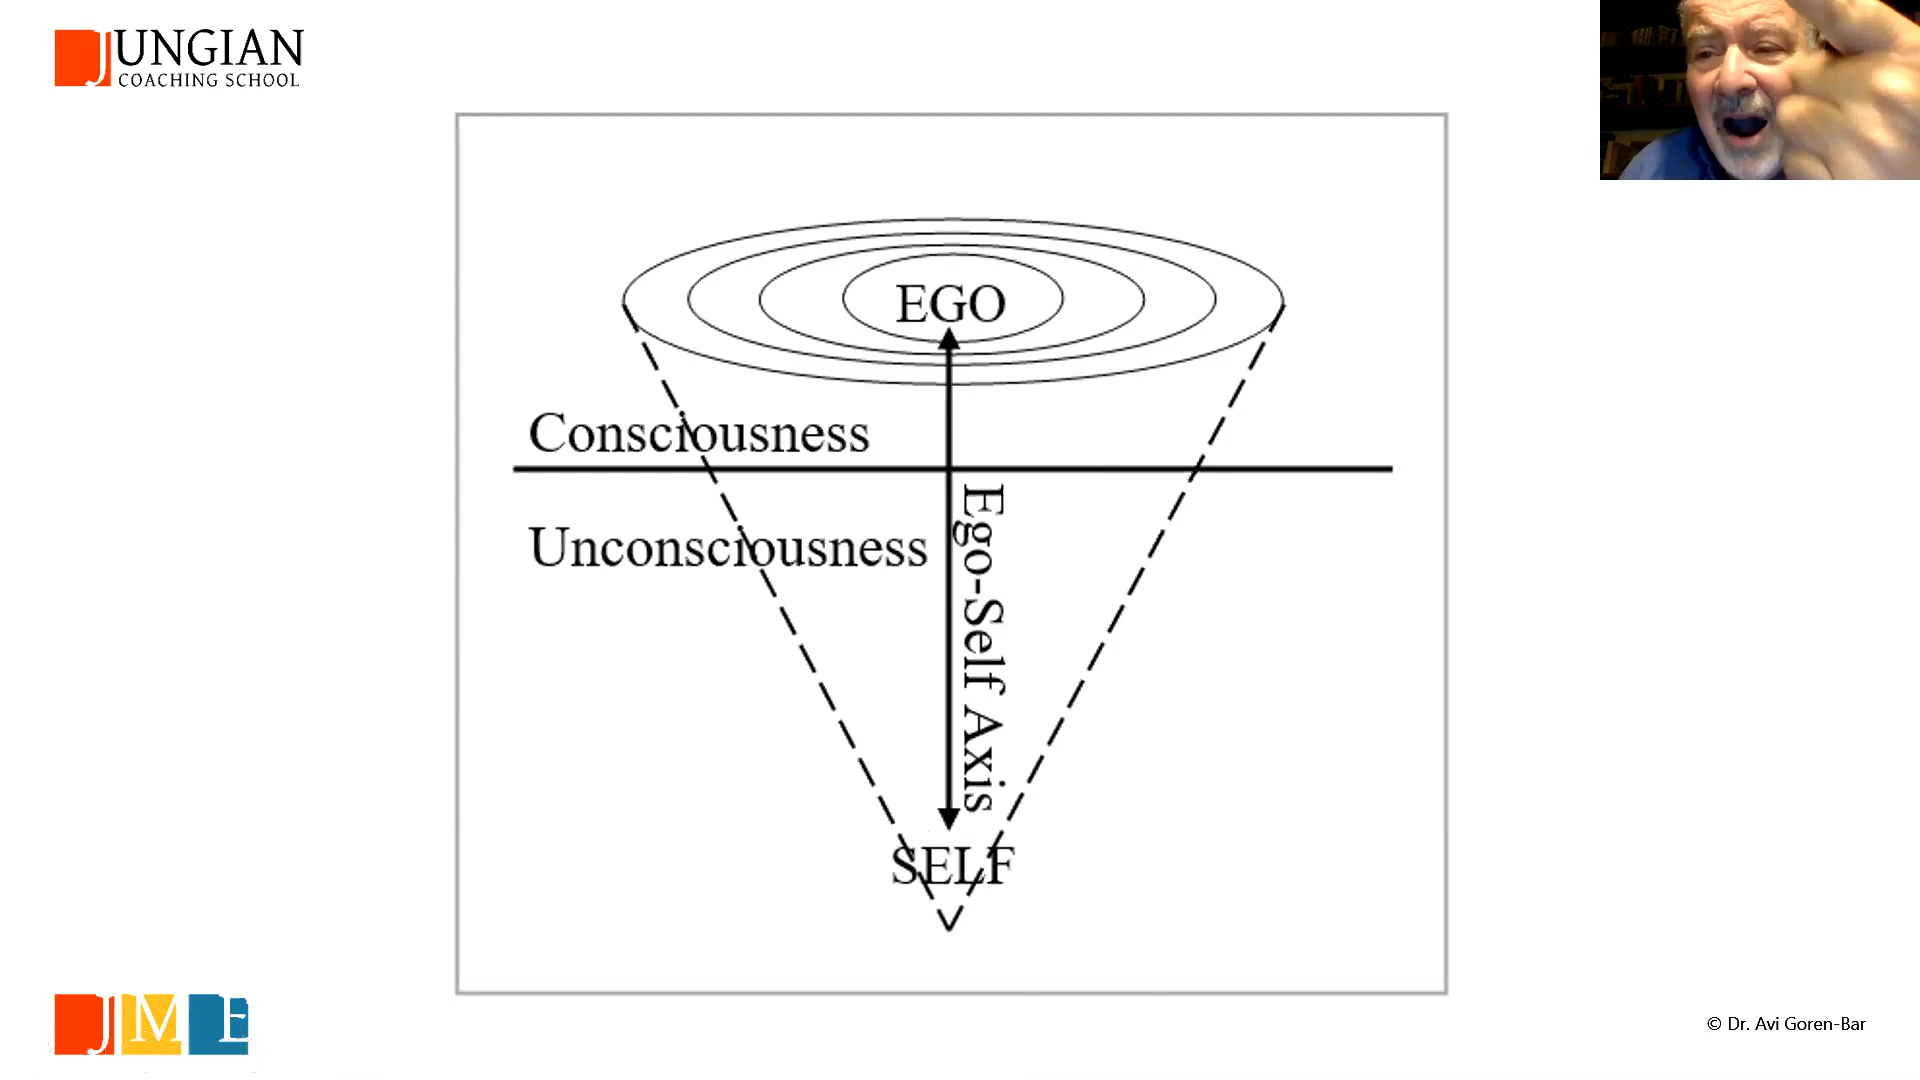 JUNGIAN
COACHING SCHOOL
EGO
Consciousness
Unconsciousness
Ego-Self Axis
SELF
JME
© Dr. Avi Goren-Bar